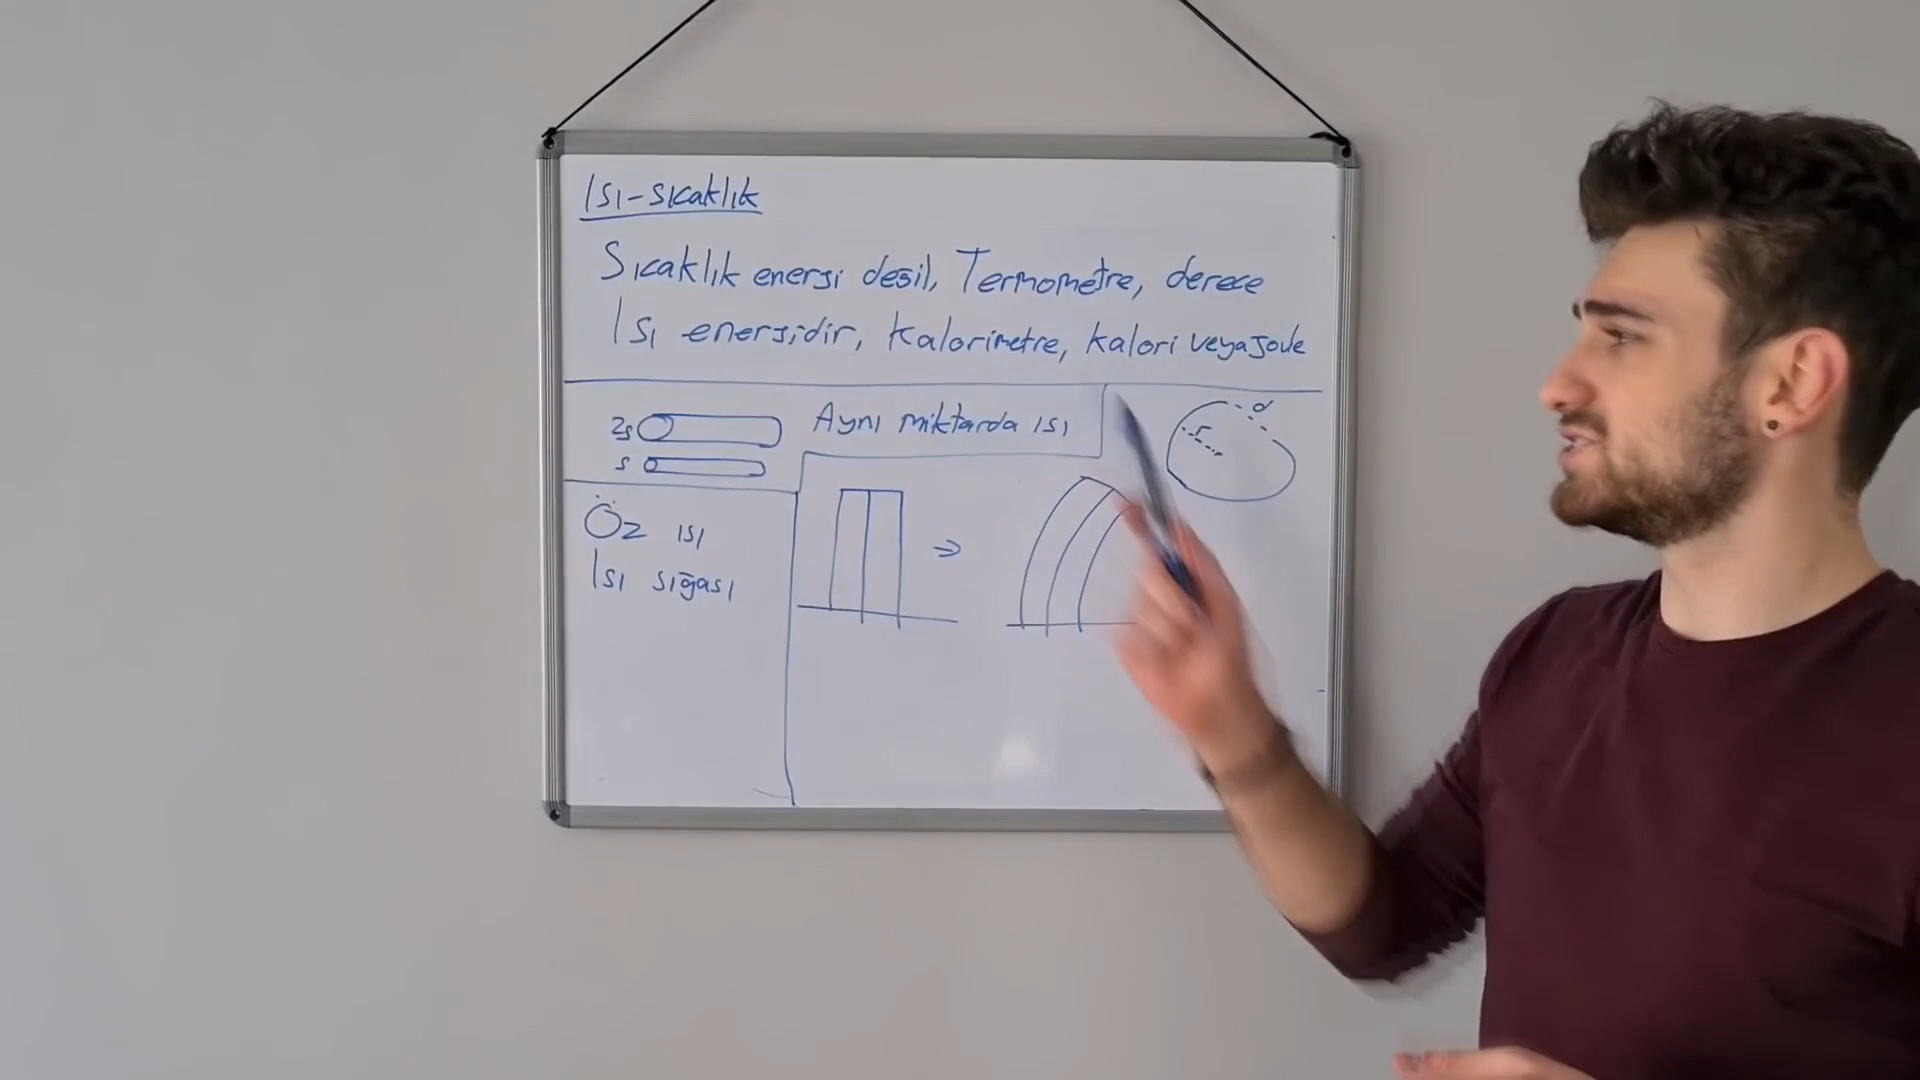 Isı-sıcaklık
Sıcaklık enerji değil, Termometre, derece
Isı enerjidir, Kalorimetre, kalori veya Joule
2s
s
Aynı miktarda ısı
r
d
Öz ısı
Isı sığası
⇒